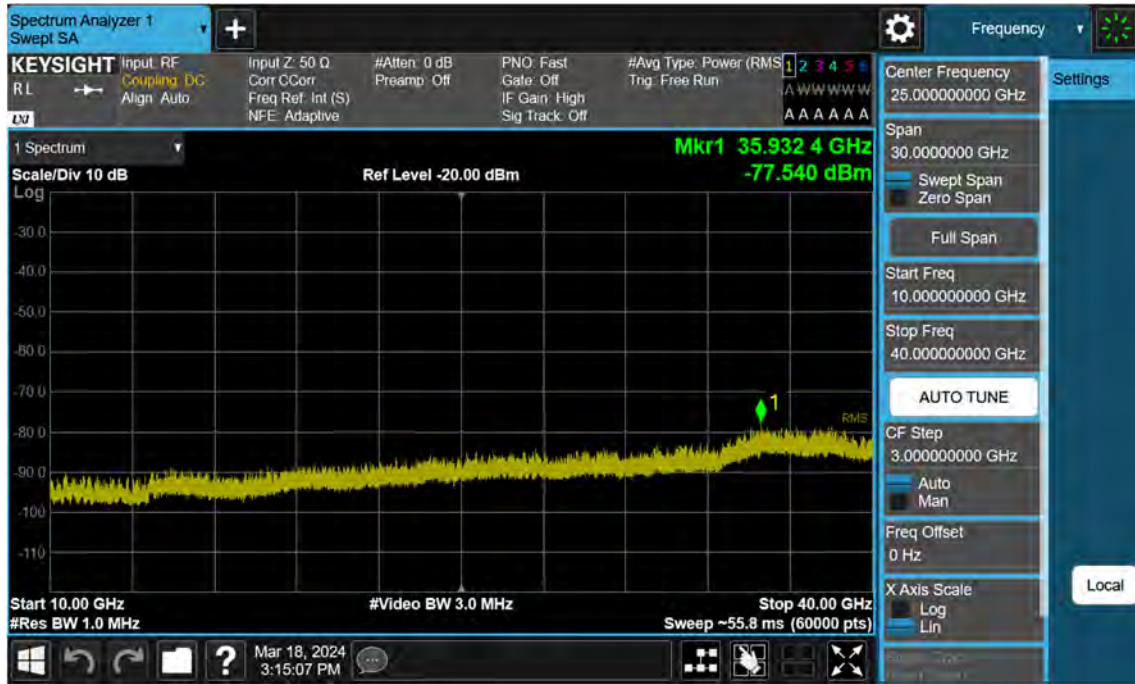 Spectrum Analyzer 1
Swept SA
Frequency
KEYSIGHT
RL
LXI
Input: RF
Coupling: DC
Align: Auto
Input Z: 50 Ω
Corr CCorr
Freq Ref: Int (S)
NFE: Adaptive
#Atten: 0 dB
Preamp: Off
PNO: Fast
Gate: Off
IF Gain: High
Sig Track: Off
#Avg Type: Power (RMS
Trig: Free Run
1 2 3 4 5 6
A W W W W W
A A A A A A
1 Spectrum
Scale/Div 10 dB
Ref Level -20.00 dBm
Mkr1 35.932 4 GHz
-77.540 dBm
Log
-30.0
-40.0
-50.0
-60.0
-70.0
-80.0
-90.0
-100
-110
1
RMS
Start 10.00 GHz
#Video BW 3.0 MHz
Stop 40.00 GHz
#Res BW 1.0 MHz
Sweep ~55.8 ms (60000 pts)
Mar 18, 2024
3:15:07 PM
Center Frequency
25.000000000 GHz
Span
30.0000000 GHz
Swept Span
Zero Span
Full Span
Start Freq
10.000000000 GHz
Stop Freq
40.000000000 GHz
AUTO TUNE
CF Step
3.000000000 GHz
Auto
Man
Freq Offset
0 Hz
X Axis Scale
Log
Lin
Settings
Local